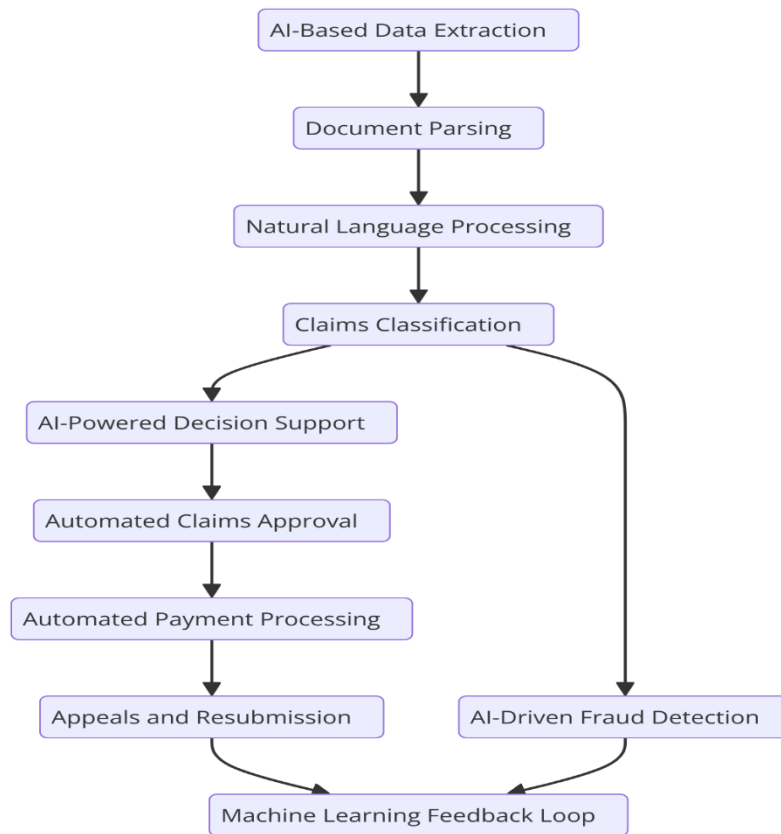 AI-Based Data Extraction
Document Parsing
Natural Language Processing
Claims Classification
AI-Powered Decision Support
Automated Claims Approval
Automated Payment Processing
Appeals and Resubmission
AI-Driven Fraud Detection
Machine Learning Feedback Loop